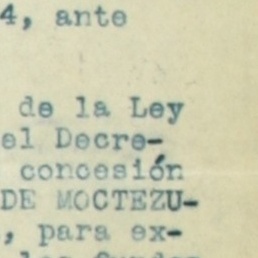 4, ante
de la Ley
el Decre-
concesión
DE MOCTEZU-
, para ex-